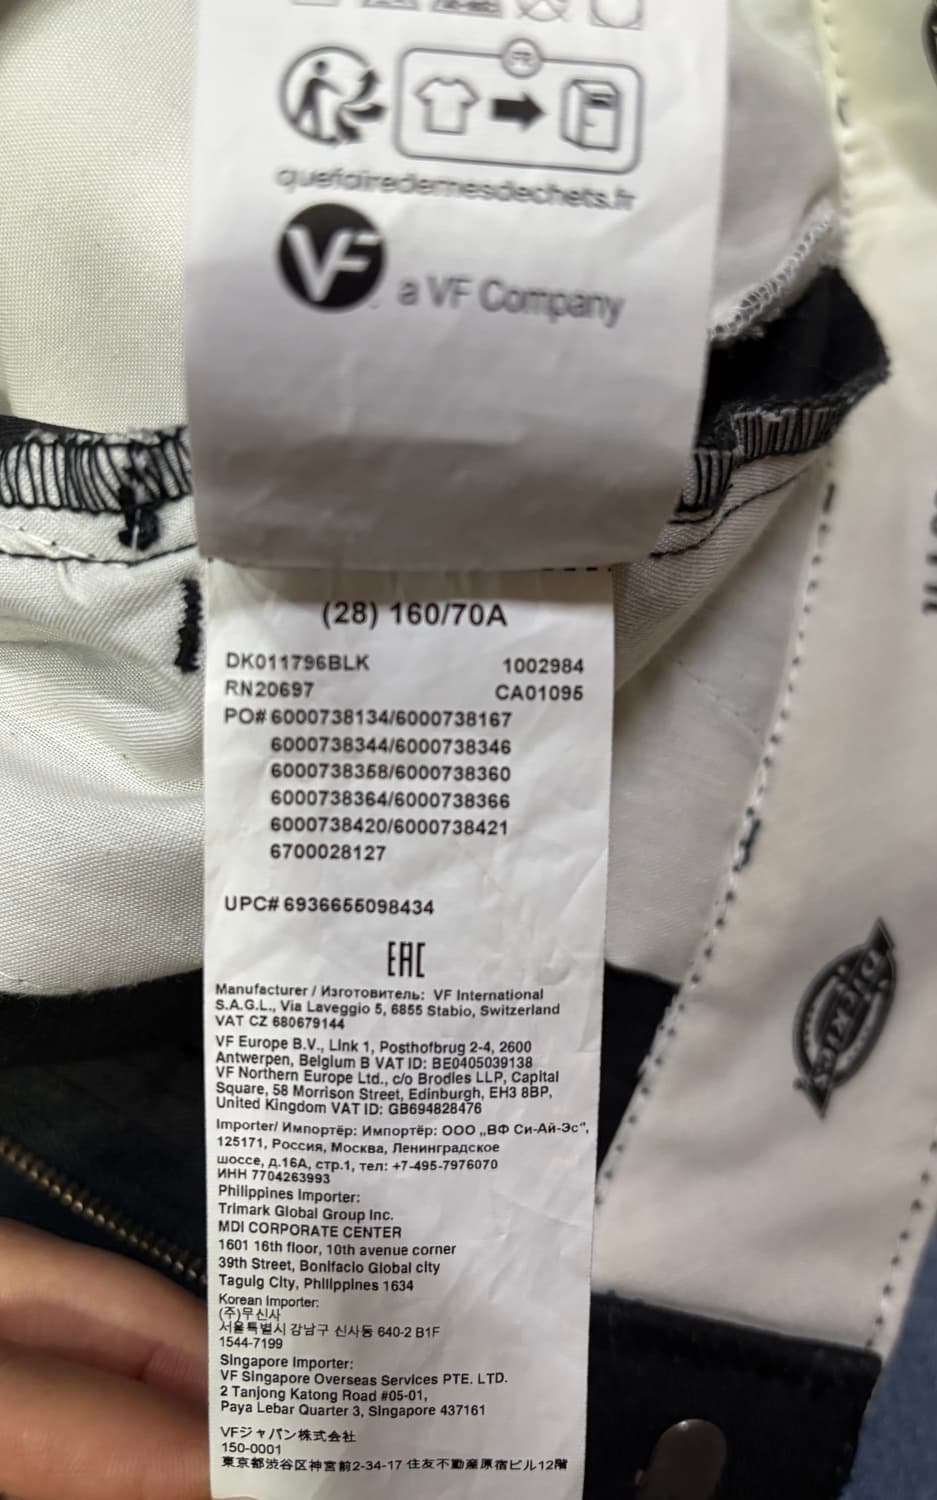 FR
quefairedemesdechets.fr
VF a VF Company
(28) 160/70A
DK011796BLK 1002984
RN20697 CA01095
PO# 6000738134/6000738167
6000738344/6000738346
6000738358/6000738360
6000738364/6000738366
6000738420/6000738421
6700028127
UPC# 6936655098434
EAC
Manufacturer / Изготовитель: VF International
S.A.G.L., Via Laveggio 5, 6855 Stabio, Switzerland
VAT CZ 680679144
VF Europe B.V., Link 1, Posthofbrug 2-4, 2600
Antwerpen, Belgium B VAT ID: BE0405039138
VF Northern Europe Ltd., c/o Brodies LLP, Capital
Square, 58 Morrison Street, Edinburgh, EH3 8BP,
United Kingdom VAT ID: GB694828476
Importer/ Импортёр: Импортёр: ООО „ВФ Си-Ай-Эс“,
125171, Россия, Москва, Ленинградское
шоссе, д.16А, стр.1, тел: +7-495-7976070
ИНН 7704263993
Philippines Importer:
Trimark Global Group Inc.
MDI CORPORATE CENTER
1601 16th floor, 10th avenue corner
39th Street, Bonifacio Global city
Taguig City, Philippines 1634
Korean Importer:
(주)무신사
서울특별시 강남구 신사동 640-2 B1F
1544-7199
Singapore Importer:
VF Singapore Overseas Services PTE. LTD.
2 Tanjong Katong Road #05-01,
Paya Lebar Quarter 3, Singapore 437161
VFジャパン株式会社
150-0001
東京都渋谷区神宮前2-34-17 住友不動産原宿ビル12階
Dickies